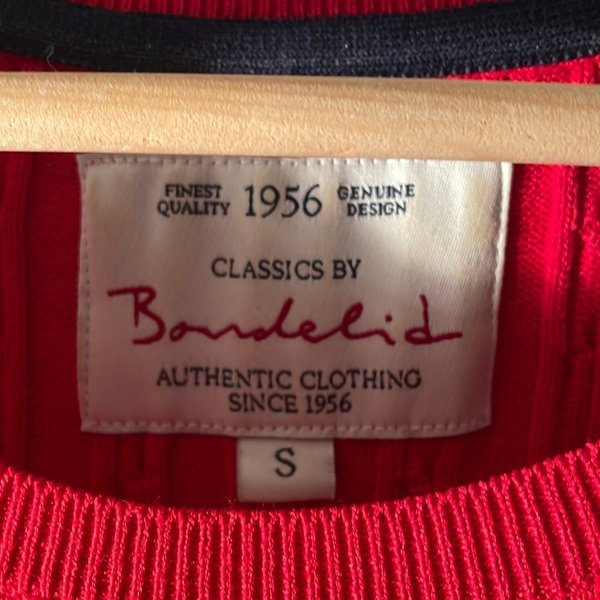 FINEST QUALITY 1956 GENUINE DESIGN
CLASSICS BY
Bondelid
AUTHENTIC CLOTHING
SINCE 1956
S